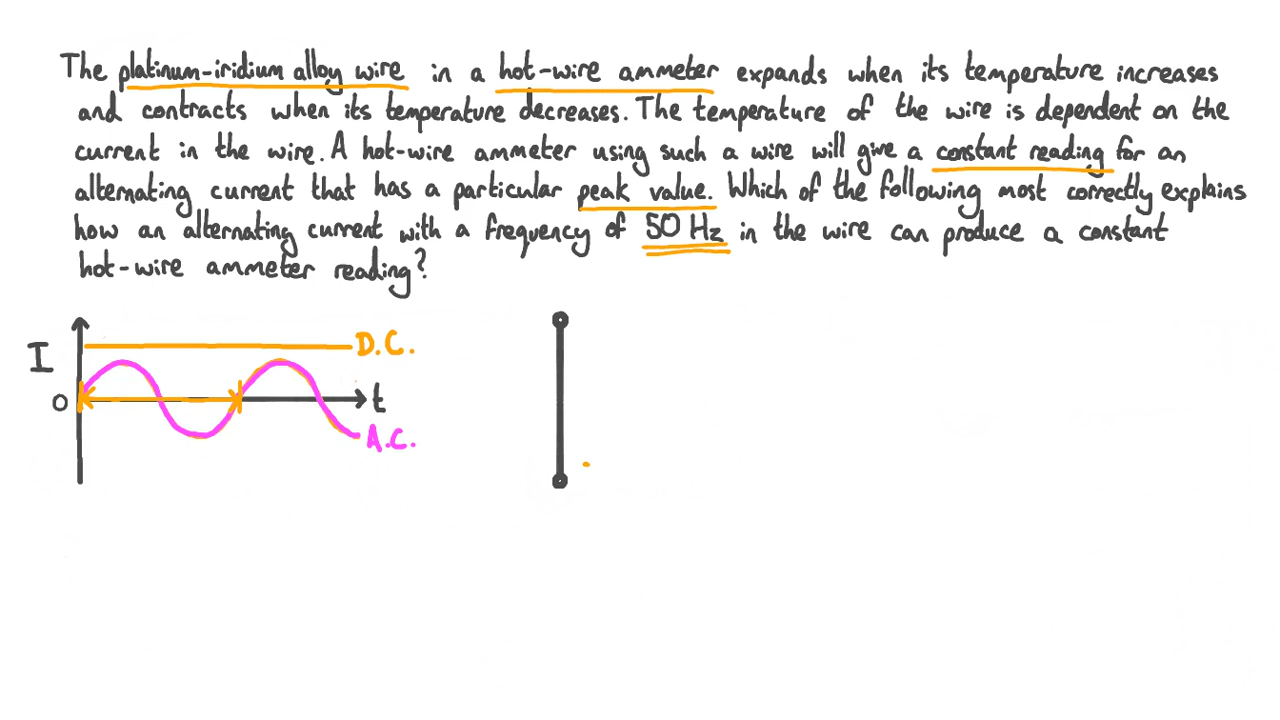 The platinum-iridium alloy wire in a hot-wire ammeter expands when its temperature increases
and contracts when its temperature decreases. The temperature of the wire is dependent on the
current in the wire. A hot-wire ammeter using such a wire will give a constant reading for an
alternating current that has a particular peak value. Which of the following most correctly explains
how an alternating current with a frequency of 50 Hz in the wire can produce a constant
hot-wire ammeter reading?
D.C.
I
0
t
A.C.